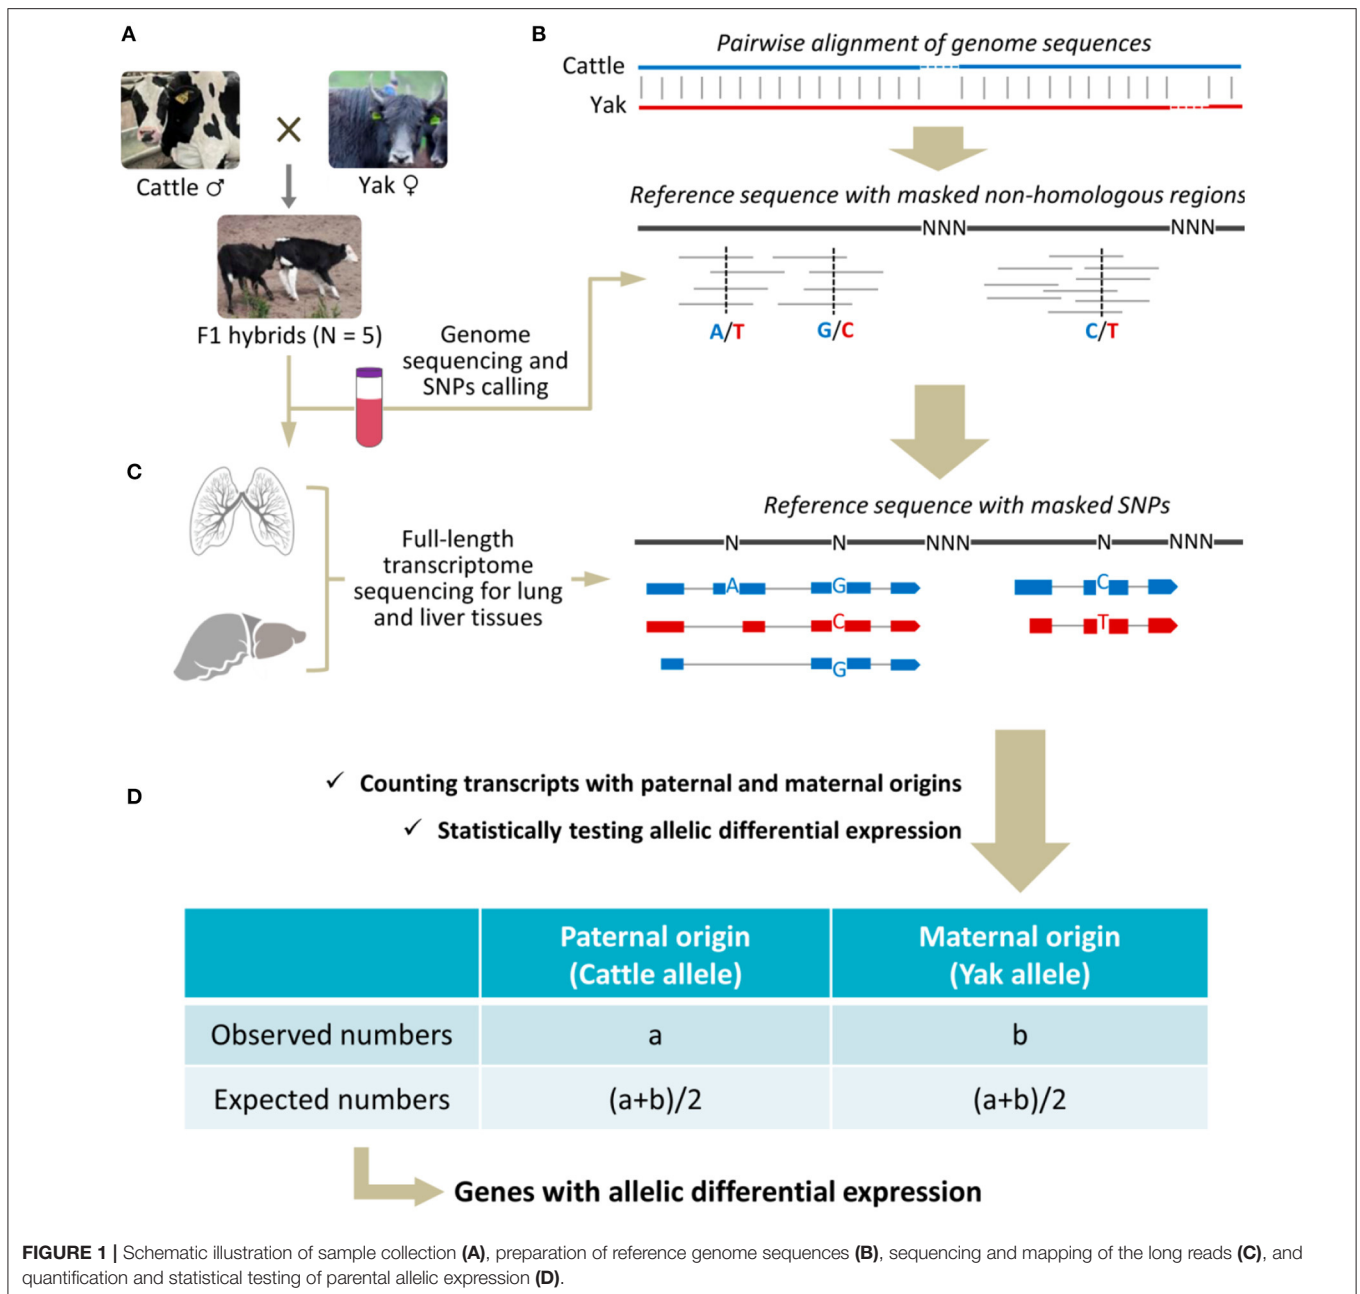 A
Cattle ♂
Yak ♀
F1 hybrids (N = 5)
Genome
sequencing and
SNPs calling
B
Pairwise alignment of genome sequences
Cattle
Yak
Reference sequence with masked non-homologous regions
NNN NNN
A/T G/C C/T
C
Full-length
transcriptome
sequencing for lung
and liver tissues
Reference sequence with masked SNPs
N N NNN N NNN
A G C
C T
G
D
✓ Counting transcripts with paternal and maternal origins
✓ Statistically testing allelic differential expression
Paternal origin
(Cattle allele)
Maternal origin
(Yak allele)
Observed numbers a b
Expected numbers (a+b)/2 (a+b)/2
Genes with allelic differential expression
FIGURE 1 | Schematic illustration of sample collection (A), preparation of reference genome sequences (B), sequencing and mapping of the long reads (C), and
quantification and statistical testing of parental allelic expression (D).